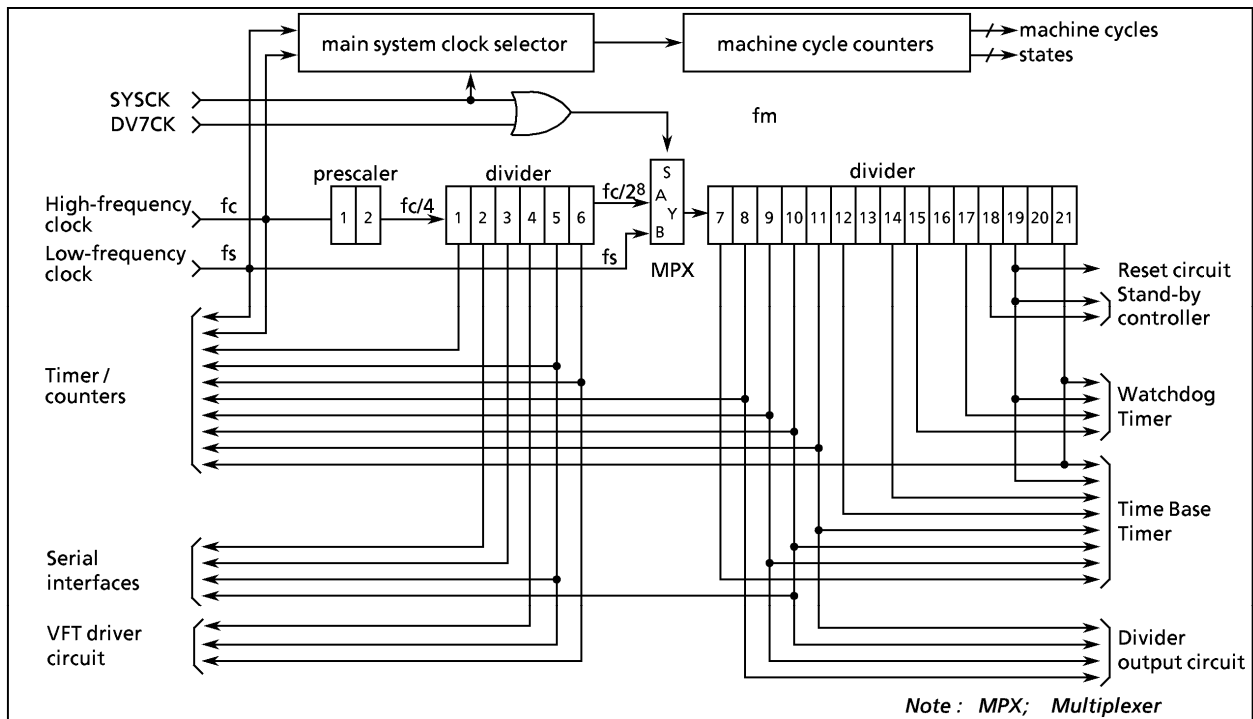 main system clock selector
machine cycle counters
machine cycles
states
SYSCK
DV7CK
fm
prescaler
divider
divider
High-frequency
clock
fc
1 2
fc/4
1 2 3 4 5 6
fc/2⁸
S
A
Y
B
7 8 9 10 11 12 13 14 15 16 17 18 19 20 21
Low-frequency
clock
fs
fs
MPX
Reset circuit
Stand-by
controller
Timer /
counters
Watchdog
Timer
Time Base
Timer
Serial
interfaces
VFT driver
circuit
Divider
output circuit
Note : MPX; Multiplexer